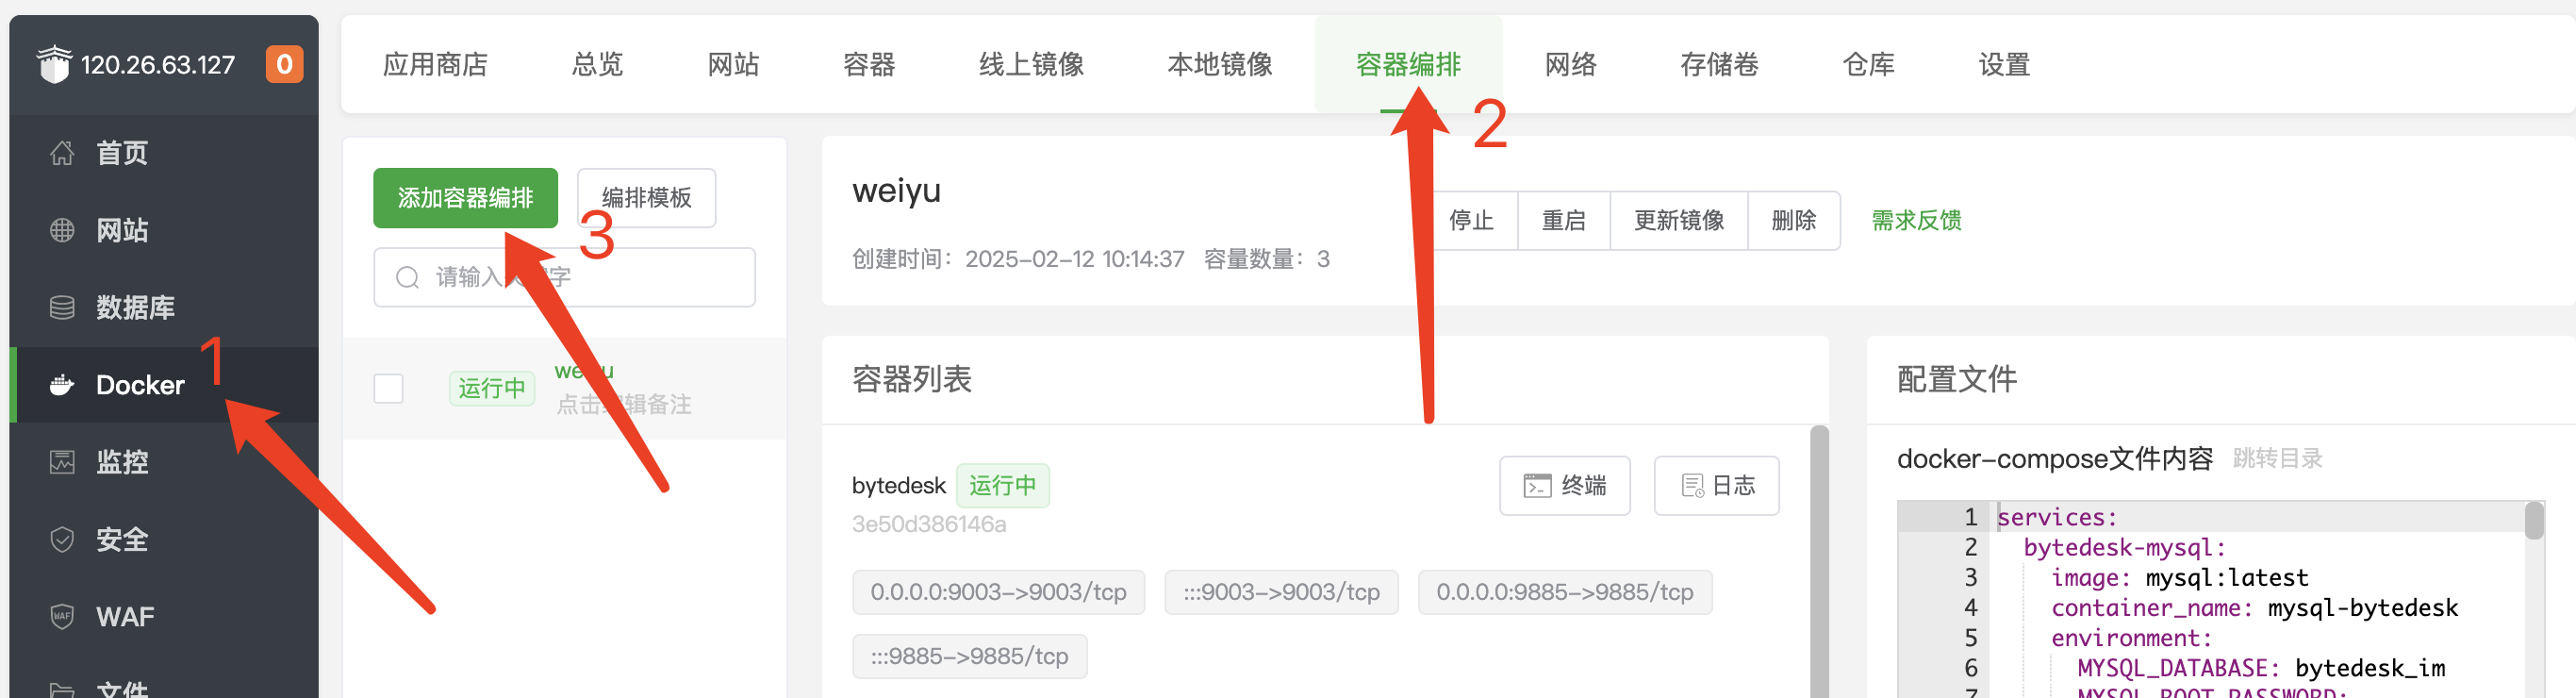 120.26.63.127 0
首页
网站
数据库
Docker 1
监控
安全
WAF
文件
应用商店 总览 网站 容器 线上镜像 本地镜像 容器编排 网络 存储卷 仓库 设置
2
添加容器编排 编排模板
3
请输入 字
运行中 weiyu
点击编辑备注
weiyu
停止 重启 更新镜像 删除 需求反馈
创建时间: 2025-02-12 10:14:37 容量数量: 3
容器列表
bytedesk 运行中 终端 日志
3e50d386146a
0.0.0.0:9003->9003/tcp :::9003->9003/tcp 0.0.0.0:9885->9885/tcp
:::9885->9885/tcp
配置文件
docker-compose文件内容 跳转目录
1 services:
2 bytedesk-mysql:
3 image: mysql:latest
4 container_name: mysql-bytedesk
5 environment:
6 MYSQL_DATABASE: bytedesk_im
7 MYSQL_ROOT_PASSWORD: